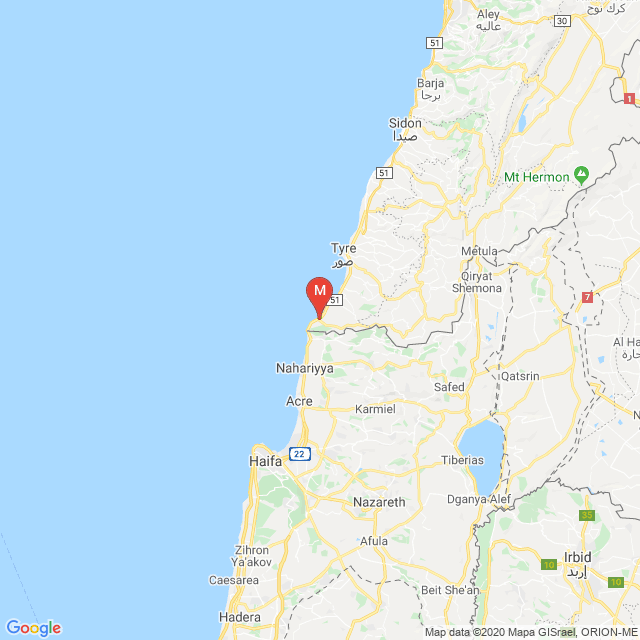 Aley
عاليه
كرك نوح
30
51
Barja
برجا
1
Sidon
صيدا
51
Mt Hermon
Tyre
صور
Metula
Qiryat
Shemona
M
51
7
Nahariyya
Safed
Qatsrin
Acre
Karmiel
22
Haifa
Tiberias
Nazareth
Dganya Alef
35
Afula
Zihron
Ya'akov
Irbid
إربد
10
10
Caesarea
Beit She'an
Hadera
Google
Map data ©2020 Mapa GISrael, ORION-ME